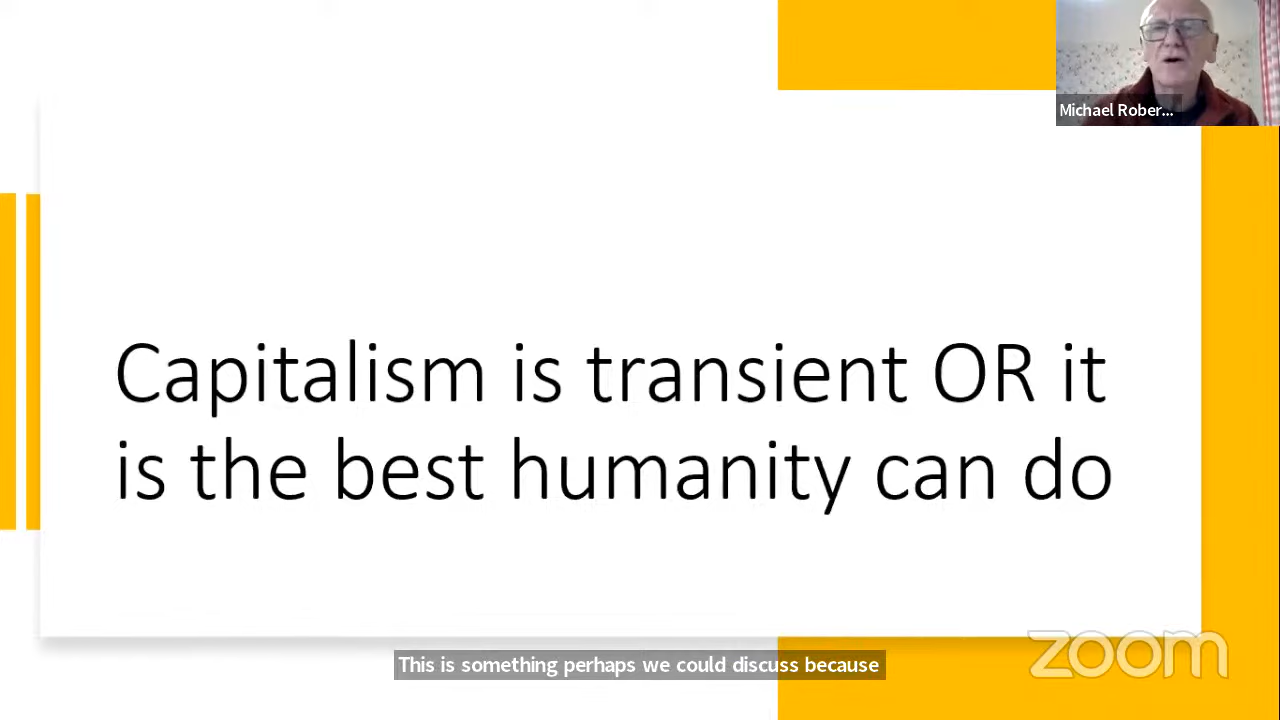 Michael Rober...
Capitalism is transient OR it
is the best humanity can do
This is something perhaps we could discuss because
zoom